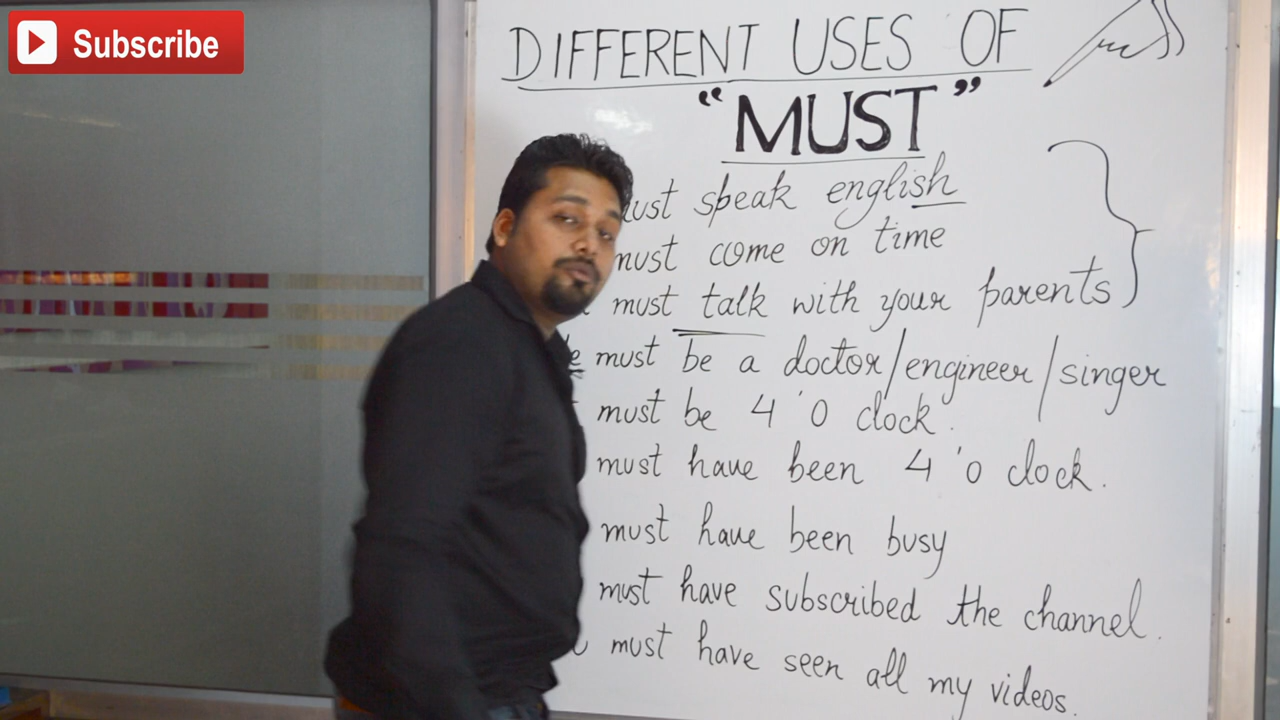 Subscribe
DIFFERENT USES OF
"MUST"
must speak english
must come on time
must talk with your parents
must be a doctor/engineer/singer
must be 4 'O clock.
must have been 4 'o clock.
must have been busy
must have subscribed the channel.
must have seen all my videos.